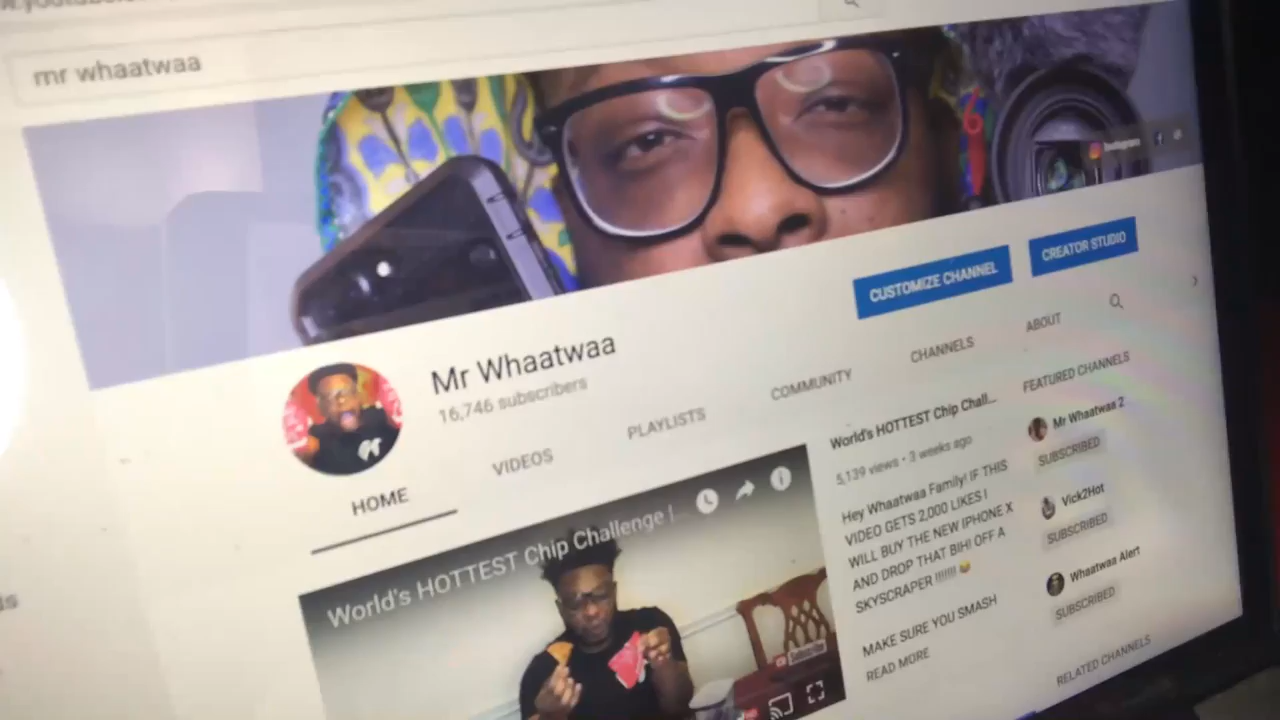 mr whaatwaa
Instagram
CUSTOMIZE CHANNEL
CREATOR STUDIO
Mr Whaatwaa
16,746 subscribers
HOME
VIDEOS
PLAYLISTS
COMMUNITY
CHANNELS
ABOUT
World's HOTTEST Chip Challenge |...
Subscribe
World's HOTTEST Chip Chall...
5,139 views • 3 weeks ago
Hey Whaatwaa Family! IF THIS
VIDEO GETS 2,000 LIKES I
WILL BUY THE NEW IPHONE X
AND DROP THAT BIH! OFF A
SKYSCRAPER !!!!!!! 😂
MAKE SURE YOU SMASH
READ MORE
FEATURED CHANNELS
Mr Whaatwaa 2
SUBSCRIBED
Vick2Hot
SUBSCRIBED
Whaatwaa Alert
SUBSCRIBED
RELATED CHANNELS